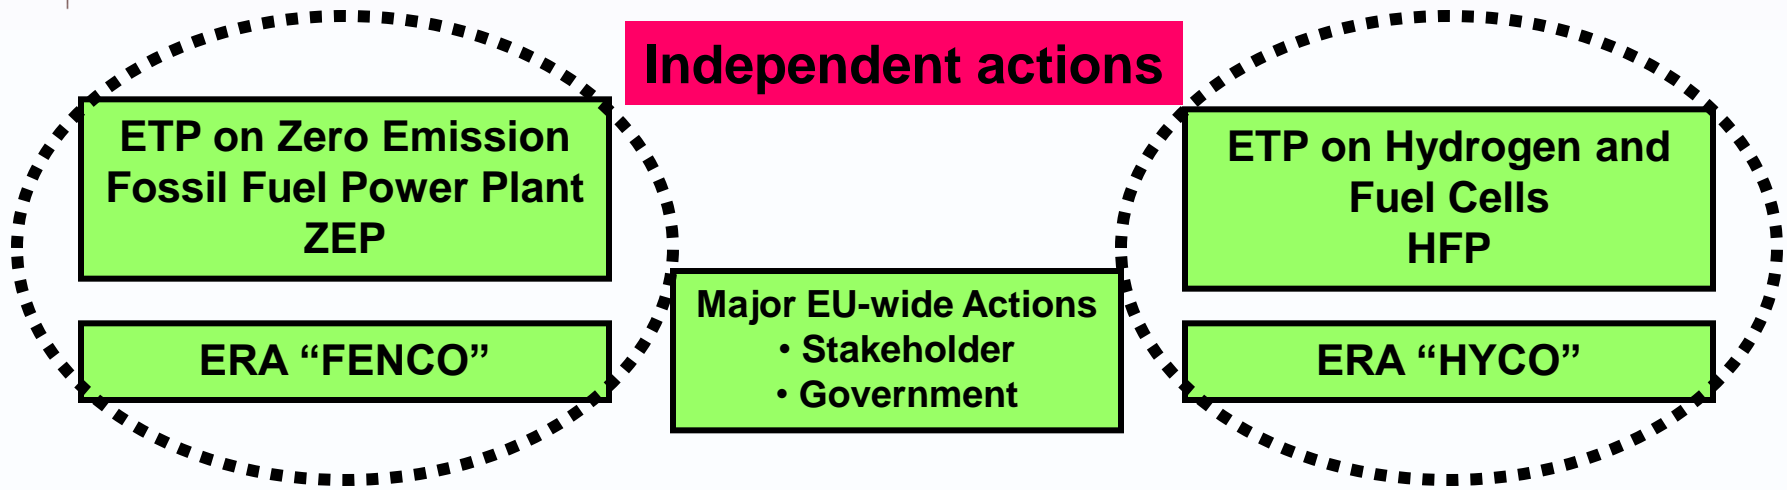 Independent actions
ETP on Zero Emission
Fossil Fuel Power Plant
ZEP
ERA “FENCO”
Major EU-wide Actions
• Stakeholder
• Government
ETP on Hydrogen and
Fuel Cells
HFP
ERA “HYCO”